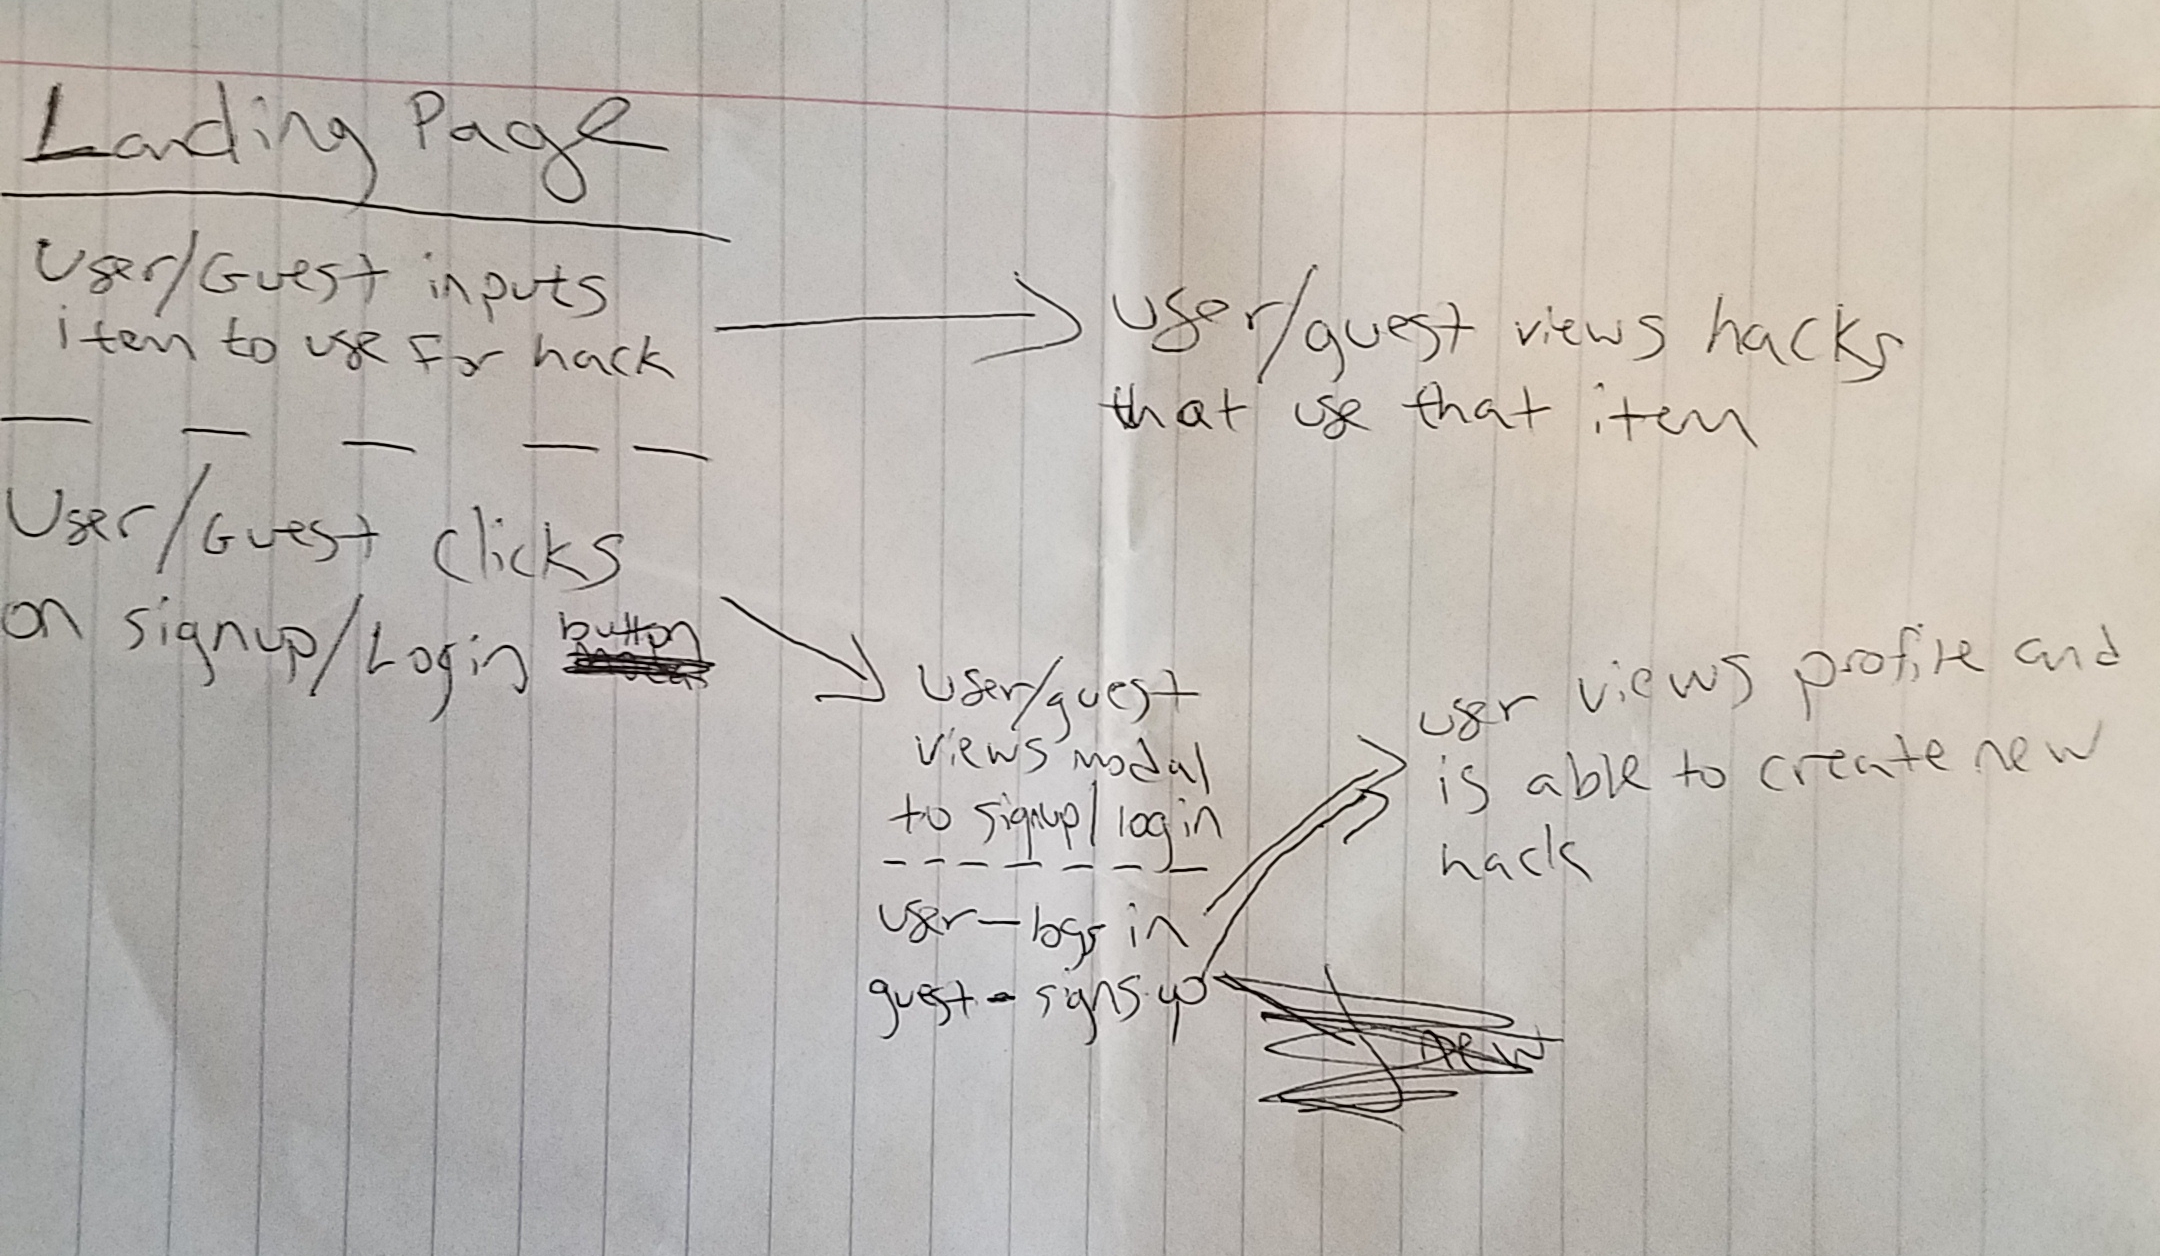 Landing Page
User/Guest inputs
item to use for hack
User/Guest clicks
on signup/Login button
user/guest views hacks
that use that item
user/guest
views modal
to signup/login
user - logs in
guest - signs up
user views profile and
is able to create new
hack
new